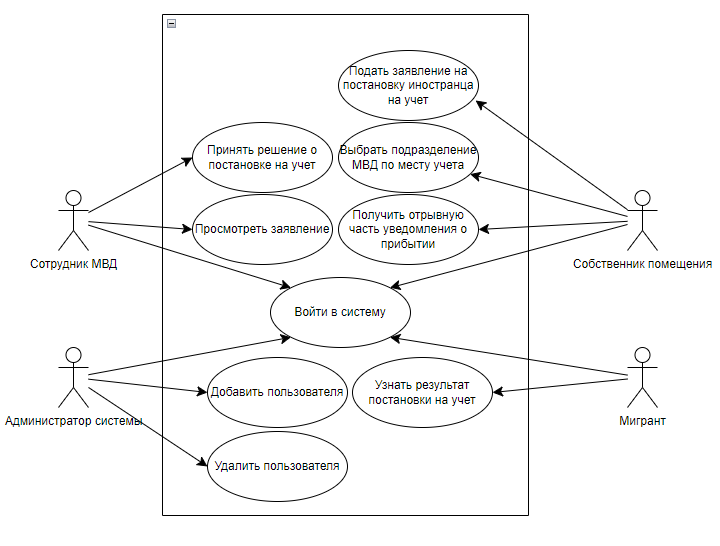 Подать заявление на
постановку иностранца
на учет
Принять решение о
постановке на учет
Выбрать подразделение
МВД по месту учета
Просмотреть заявление
Получить отрывную
часть уведомления о
прибытии
Сотрудник МВД
Собственник помещения
Войти в систему
Добавить пользователя
Узнать результат
постановки на учет
Администратор системы
Мигрант
Удалить пользователя